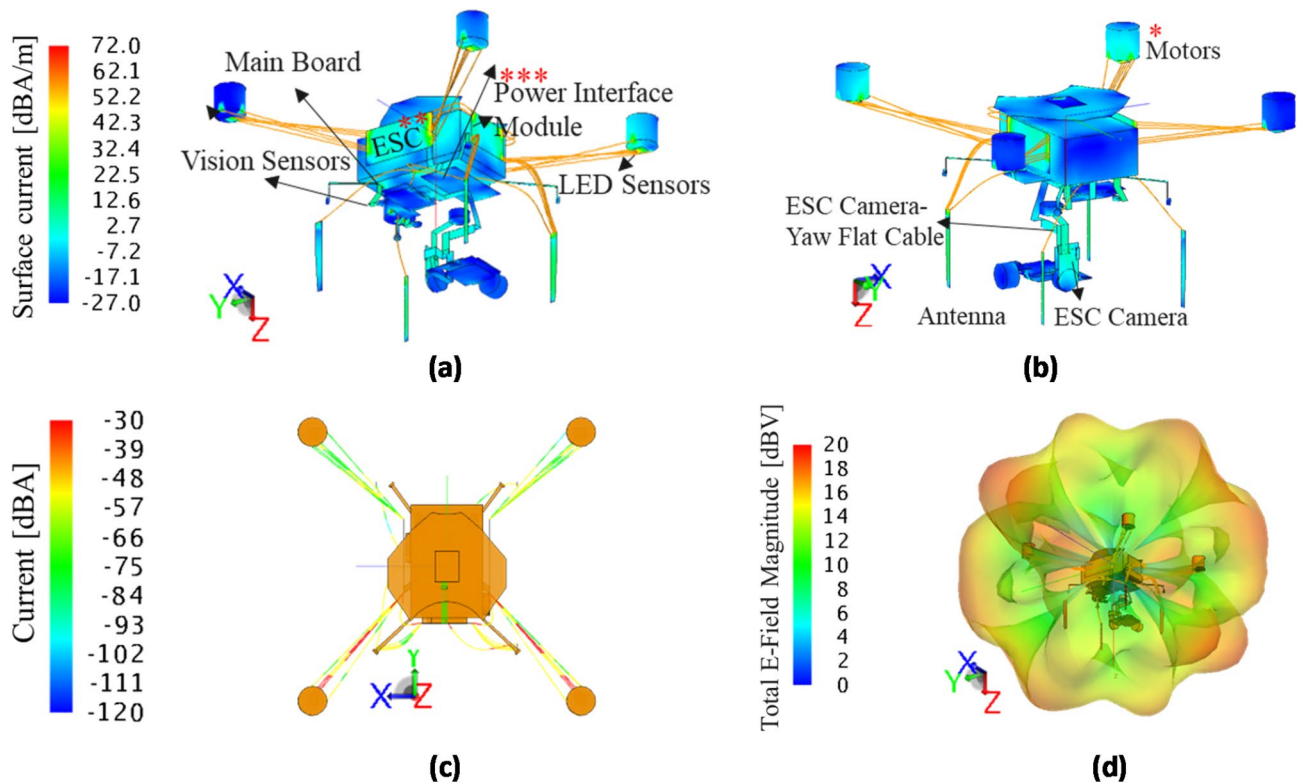 Surface current [dBA/m]
72.0
62.1
52.2
42.3
32.4
22.5
12.6
2.7
-7.2
-17.1
-27.0
Main Board
***
Power Interface
Module
**
ESC
Vision Sensors
LED Sensors
X
Y
Z
(a)
*
Motors
ESC Camera-
Yaw Flat Cable
X
Y
Z
Antenna
ESC Camera
(b)
Current [dBA]
-30
-39
-48
-57
-66
-75
-84
-93
-102
-111
-120
Y
X
Z
(c)
Total E-Field Magnitude [dBV]
20
18
16
14
12
10
8
6
4
2
0
X
Y
Z
(d)